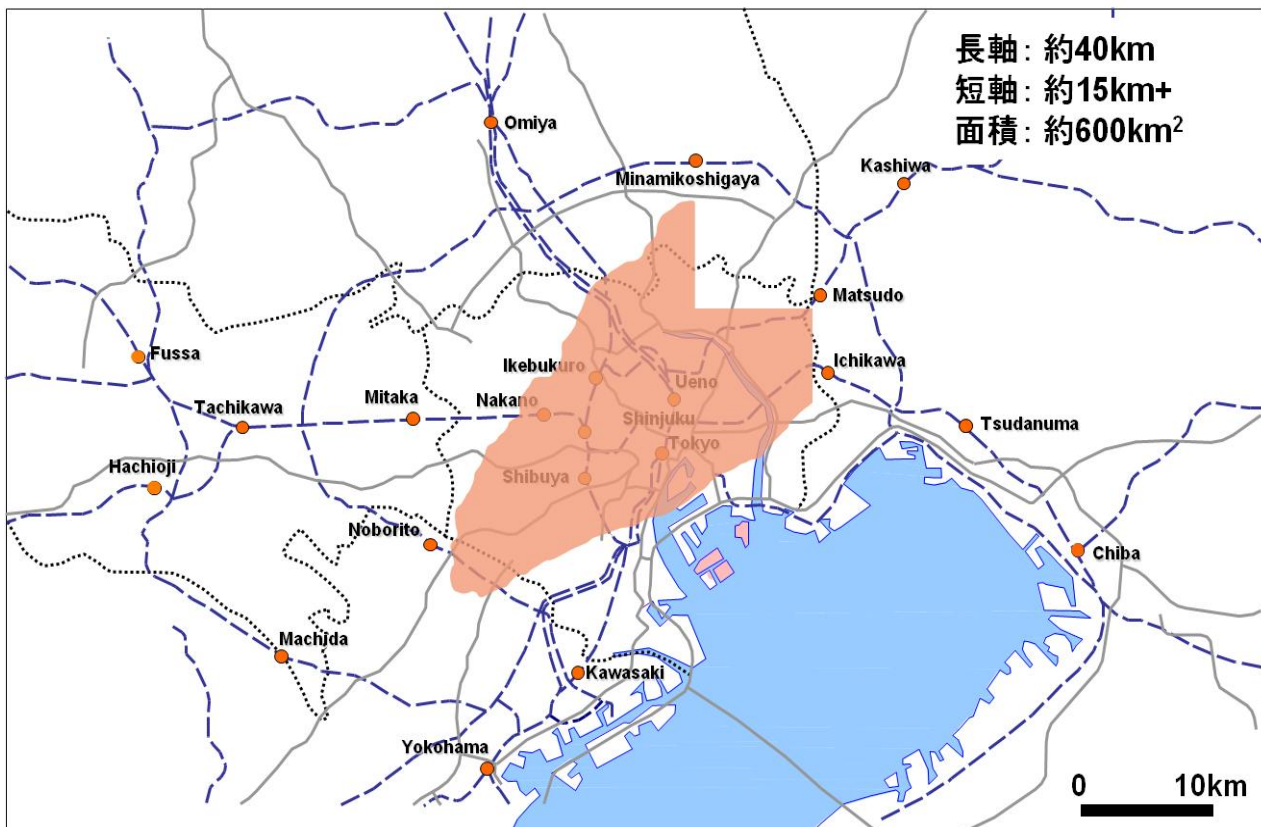 長軸： 約40km
短軸： 約15km+
面積： 約600km²
Omiya
Minamikoshigaya
Kashiwa
Matsudo
Fussa
Ikebukuro
Ichikawa
Ueno
Tachikawa
Mitaka
Nakano
Shinjuku
Tsudanuma
Tokyo
Hachioji
Shibuya
Noborito
Chiba
Machida
Kawasaki
Yokohama
0 10km